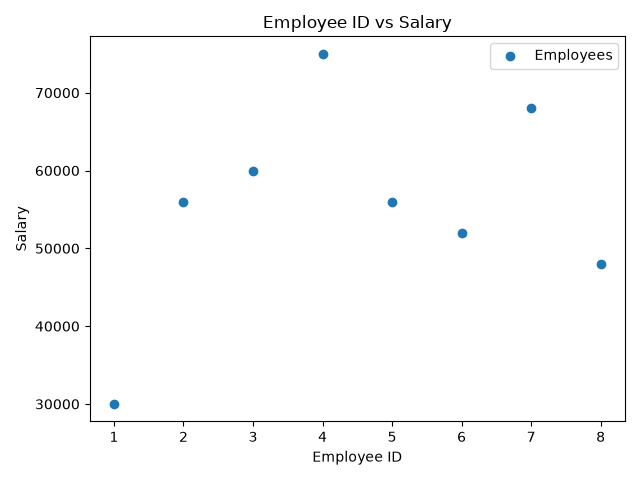 Employee ID vs Salary
Employees
70000
60000
50000
40000
30000
Salary
1 2 3 4 5 6 7 8
Employee ID